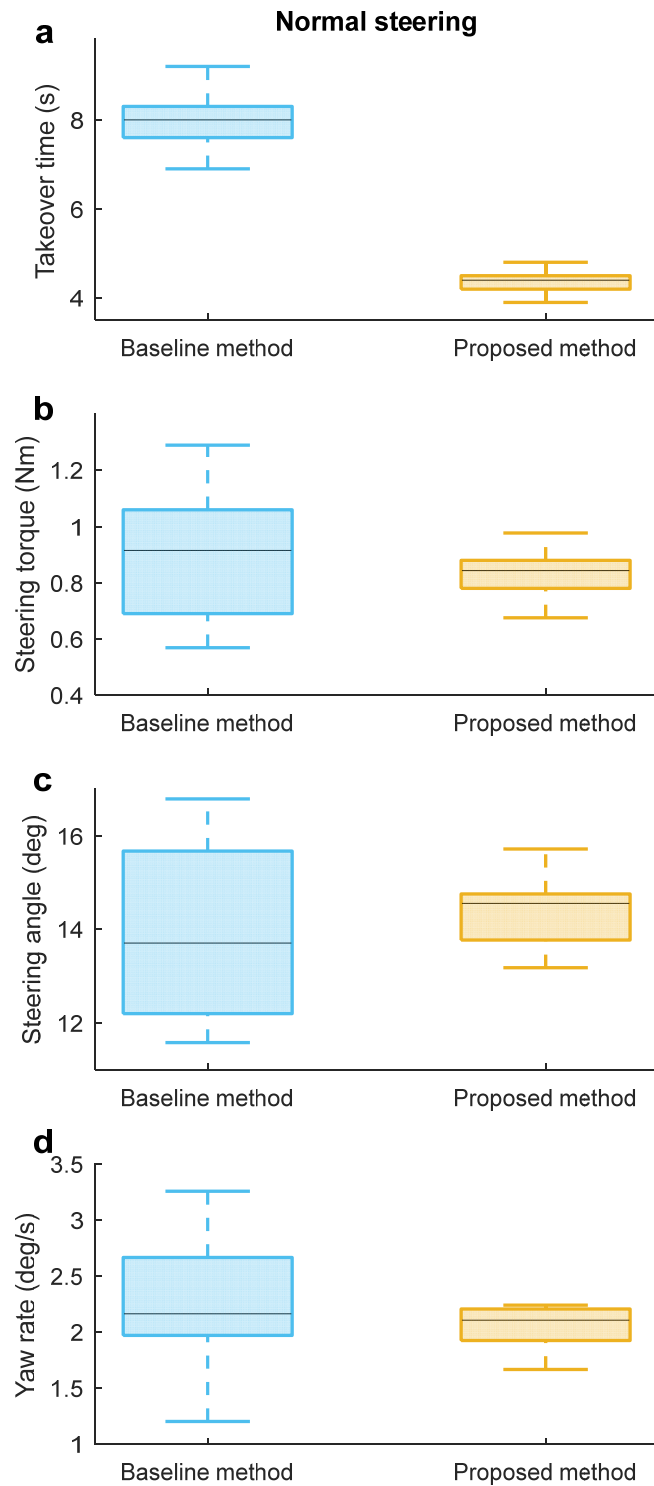 a
Normal steering
Takeover time (s)
8
6
4
Baseline method
Proposed method
b
Steering torque (Nm)
1.2
1
0.8
0.6
0.4
Baseline method
Proposed method
c
Steering angle (deg)
16
14
12
Baseline method
Proposed method
d
Yaw rate (deg/s)
3.5
3
2.5
2
1.5
1
Baseline method
Proposed method